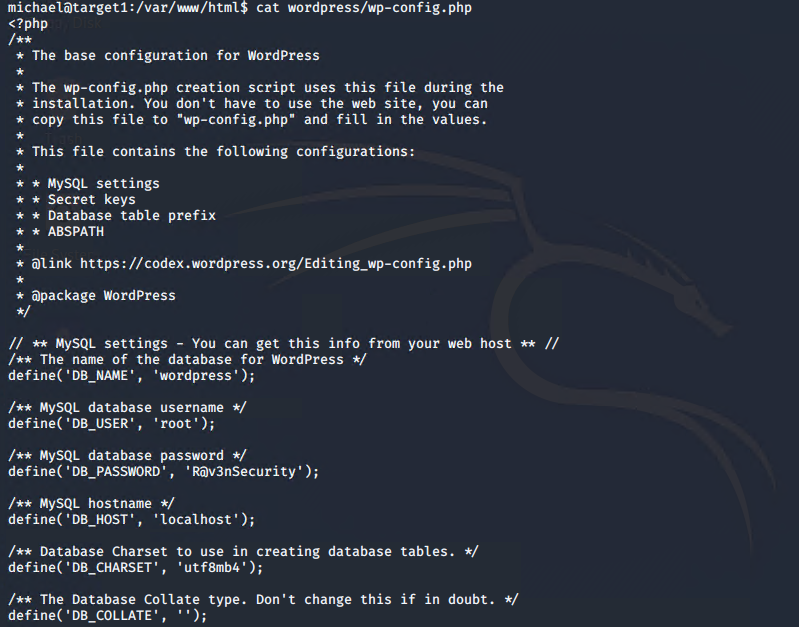 michael@target1:/var/www/html$ cat wordpress/wp-config.php
<?php
/**
 * The base configuration for WordPress
 *
 * The wp-config.php creation script uses this file during the
 * installation. You don't have to use the web site, you can
 * copy this file to "wp-config.php" and fill in the values.
 *
 * This file contains the following configurations:
 *
 * * MySQL settings
 * * Secret keys
 * * Database table prefix
 * * ABSPATH
 *
 * @link https://codex.wordpress.org/Editing_wp-config.php
 *
 * @package WordPress
 */

// ** MySQL settings - You can get this info from your web host ** //
/** The name of the database for WordPress */
define('DB_NAME', 'wordpress');

/** MySQL database username */
define('DB_USER', 'root');

/** MySQL database password */
define('DB_PASSWORD', 'R@v3nSecurity');

/** MySQL hostname */
define('DB_HOST', 'localhost');

/** Database Charset to use in creating database tables. */
define('DB_CHARSET', 'utf8mb4');

/** The Database Collate type. Don't change this if in doubt. */
define('DB_COLLATE', '');